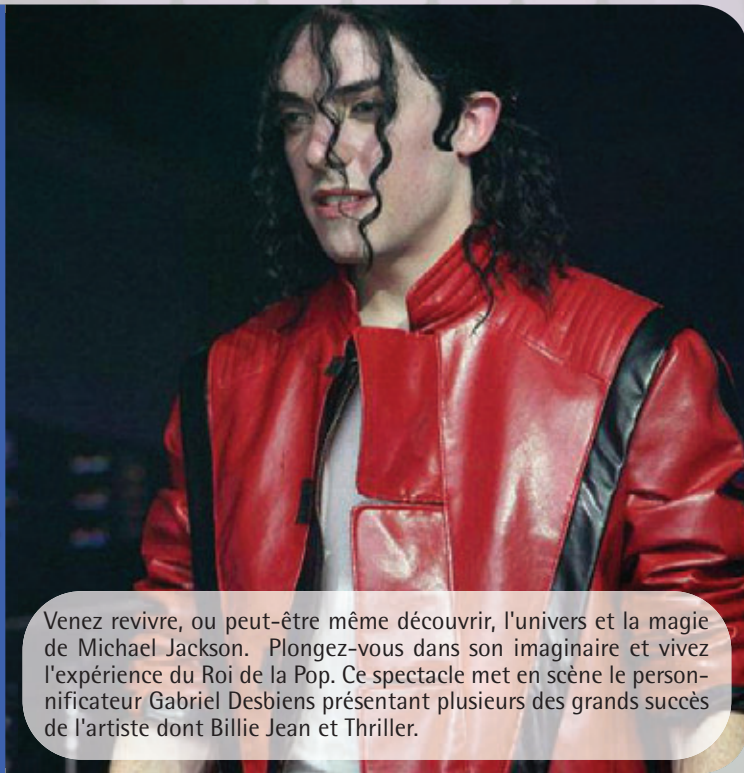 Venez revivre, ou peut-être même découvrir, l'univers et la magie
de Michael Jackson. Plongez-vous dans son imaginaire et vivez
l'expérience du Roi de la Pop. Ce spectacle met en scène le person-
nificateur Gabriel Desbiens présentant plusieurs des grands succès
de l'artiste dont Billie Jean et Thriller.